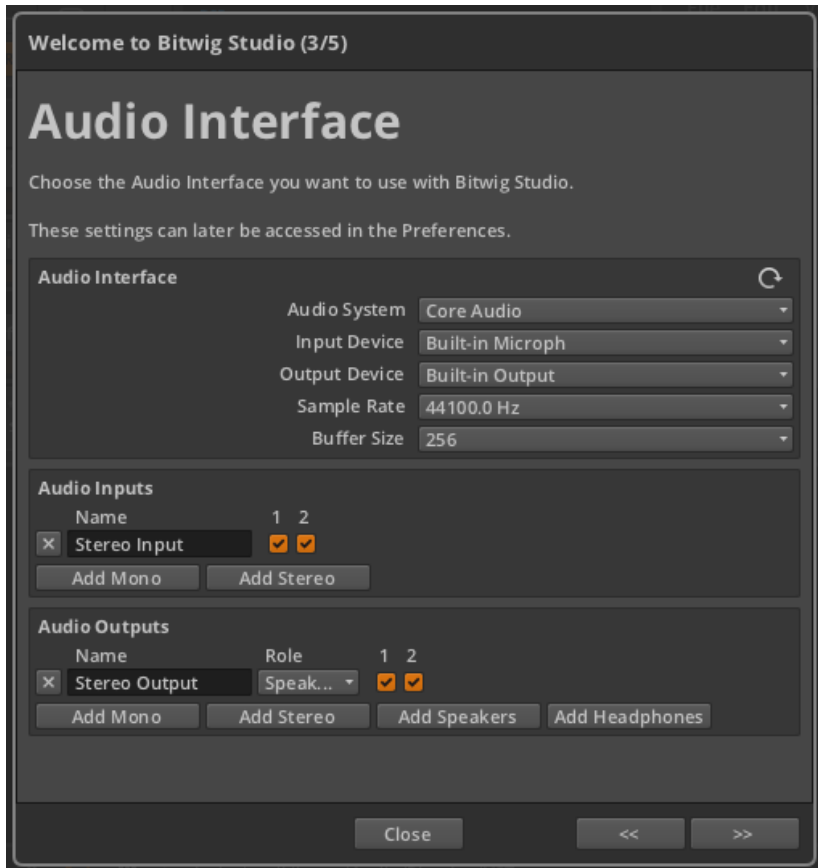 Welcome to Bitwig Studio (3/5)
Audio Interface
Choose the Audio Interface you want to use with Bitwig Studio.
These settings can later be accessed in the Preferences.
Audio Interface
Audio System Core Audio
Input Device Built-in Microph
Output Device Built-in Output
Sample Rate 44100.0 Hz
Buffer Size 256
Audio Inputs
Name 1 2
Stereo Input
Add Mono Add Stereo
Audio Outputs
Name Role 1 2
Stereo Output Speak...
Add Mono Add Stereo Add Speakers Add Headphones
Close << >>